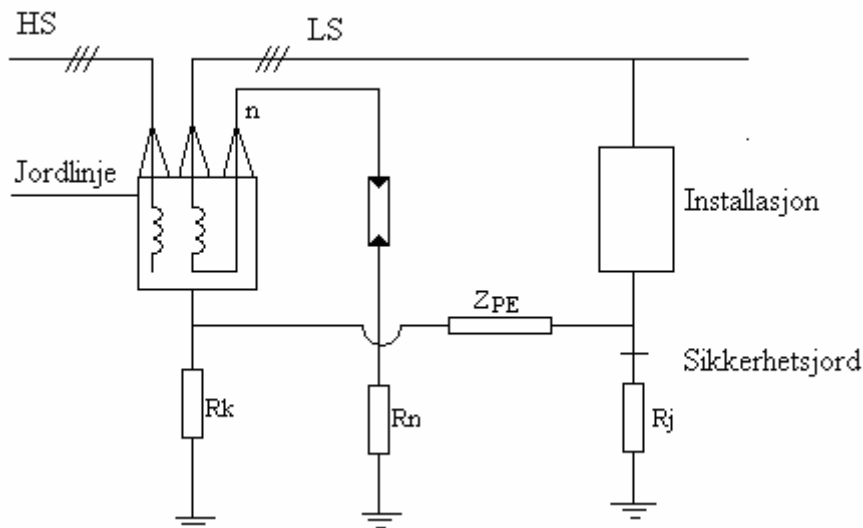 HS
LS
n
Jordlinje
Installasjon
ZPE
Sikkerhetsjord
Rk
Rn
Rj